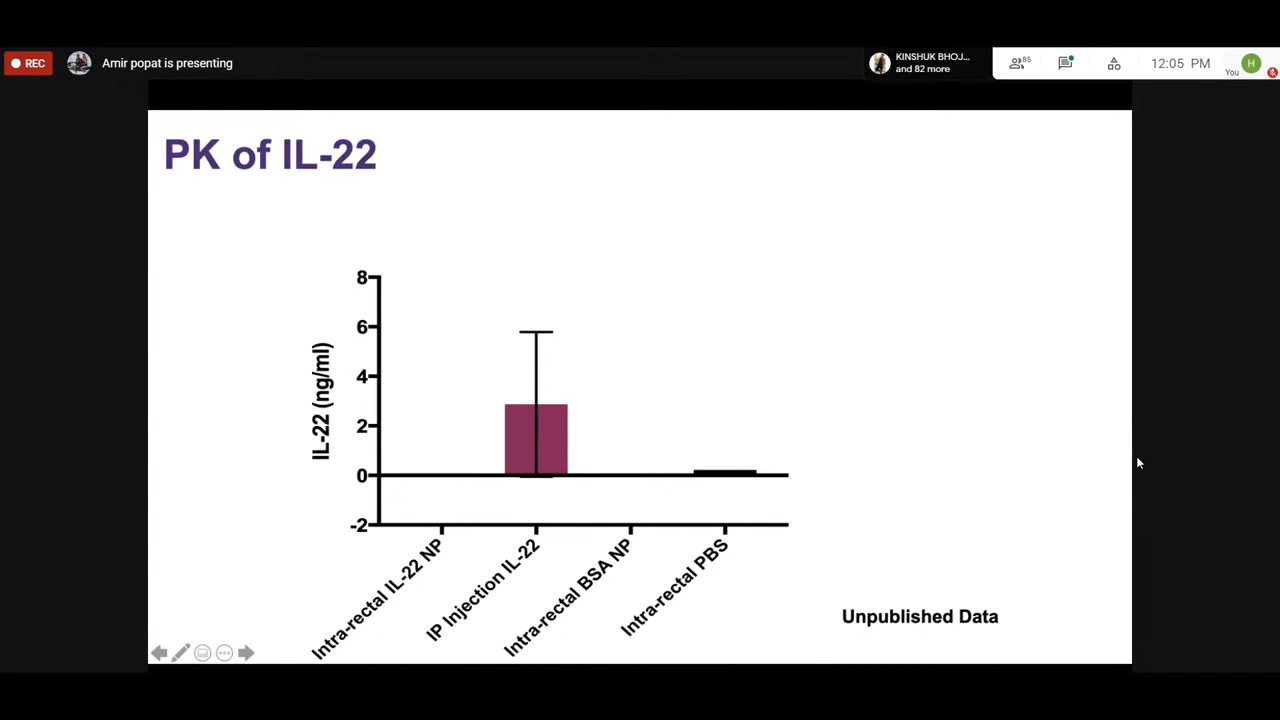 REC
Amir popat is presenting
KINSHUK BHOJ...
and 82 more
85
You
H
12:05 PM
PK of IL-22
8
6
4
2
0
-2
IL-22 (ng/ml)
Intra-rectal IL-22 NP
IP Injection IL-22
Intra-rectal BSA NP
Intra-rectal PBS
Unpublished Data